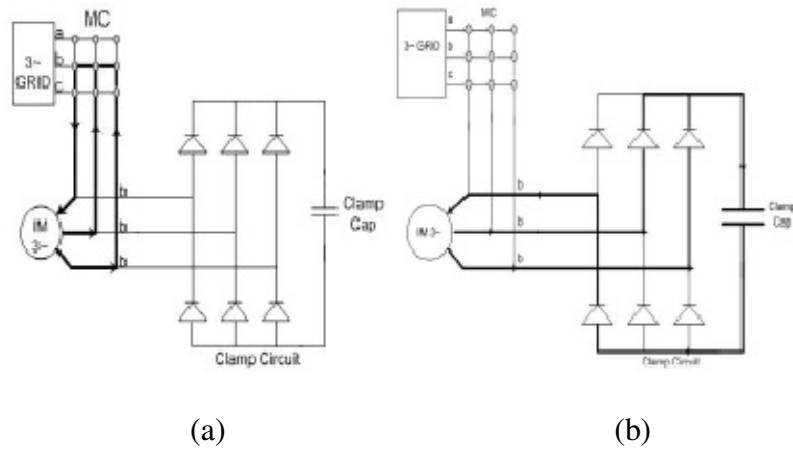 MC
a
b
c
3~
GRID
b
b
b
IM
3~
Clamp
Cap
Clamp Circuit
(a)
MC
a
b
c
3~ GRID
b
b
b
IM 3~
Clamp
Cap
Clamp Circuit
(b)